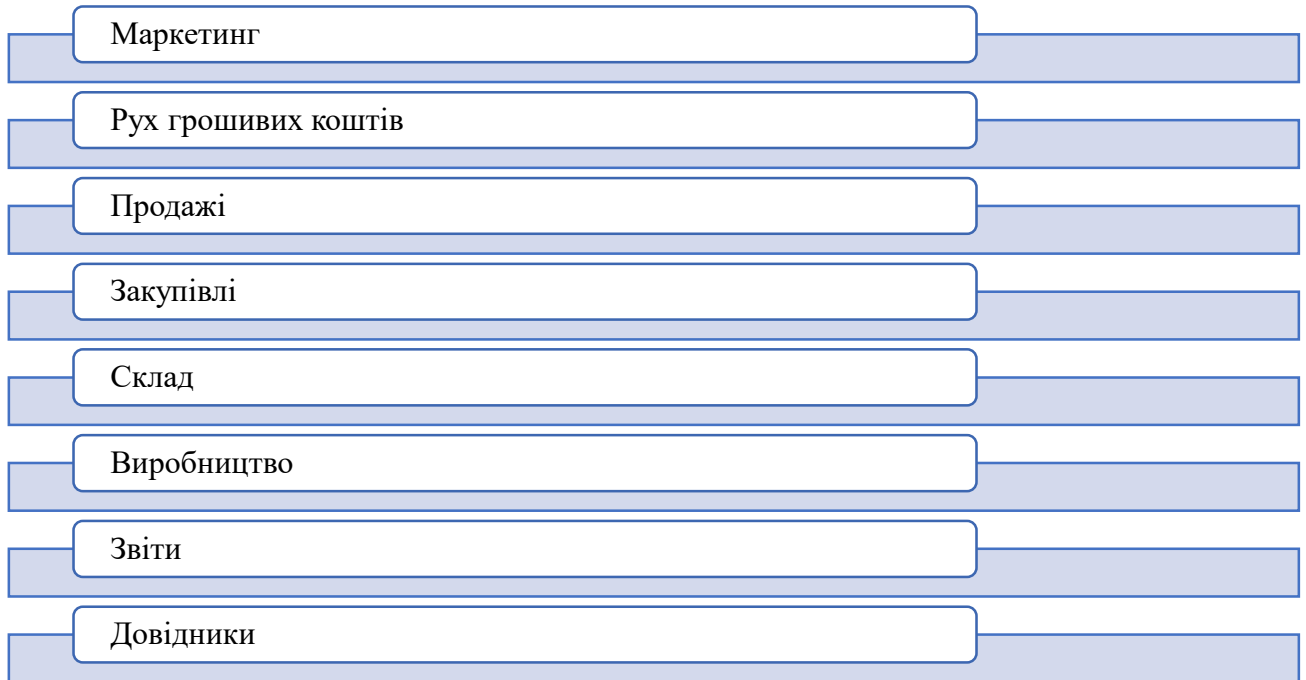 Маркетинг
Рух грошивих коштів
Продажі
Закупівлі
Склад
Виробництво
Звіти
Довідники